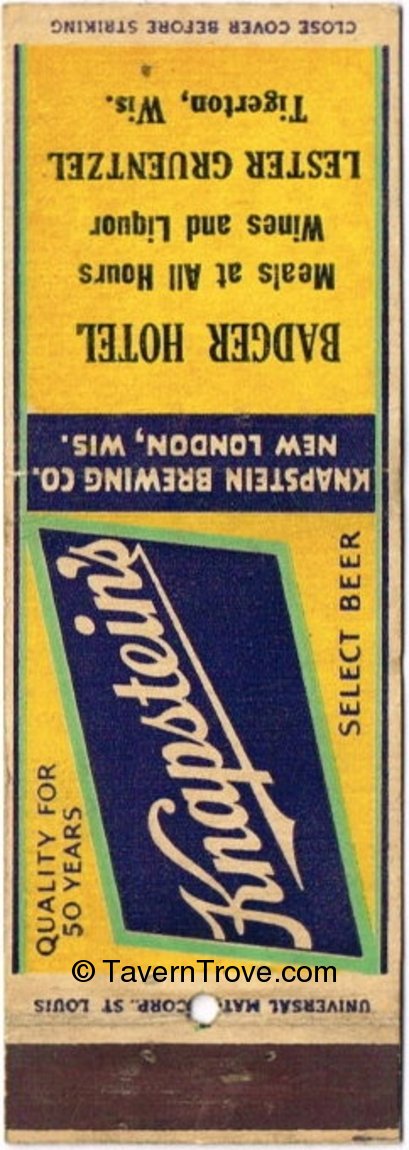 CLOSE COVER BEFORE STRIKING
BADGER HOTEL
Meals at All Hours
Wines and Liquor
LESTER GRUENTZEL
Tigerton, Wis.
KNAPSTEIN BREWING CO.
NEW LONDON, WIS.
QUALITY FOR
50 YEARS
Knapstein's
SELECT BEER
© TavernTrove.com
UNIVERSAL CORP., ST LOUIS